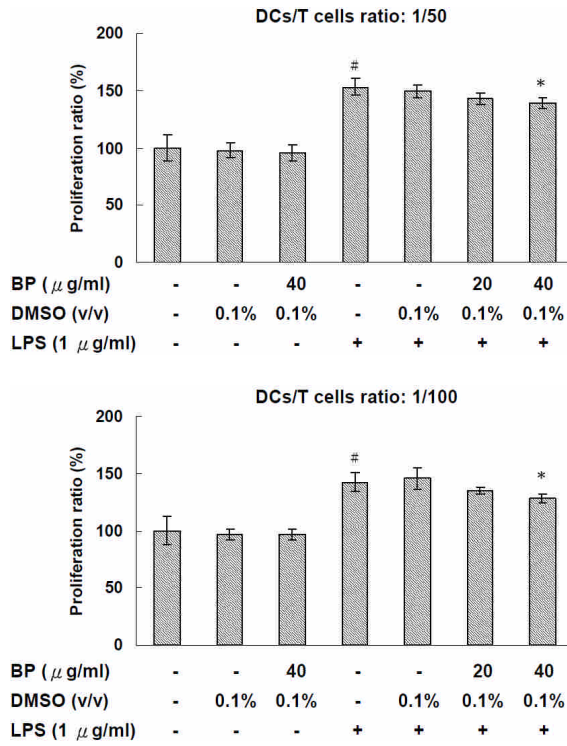 DCs/T cells ratio: 1/50
Proliferation ratio (%)
200
150
100
50
0
#
*
BP (μg/ml) - - 40 - - 20 40
DMSO (v/v) - 0.1% 0.1% - 0.1% 0.1% 0.1%
LPS (1 μg/ml) - - - + + + +
DCs/T cells ratio: 1/100
Proliferation ratio (%)
200
150
100
50
0
#
*
BP (μg/ml) - - 40 - - 20 40
DMSO (v/v) - 0.1% 0.1% - 0.1% 0.1% 0.1%
LPS (1 μg/ml) - - - + + + +